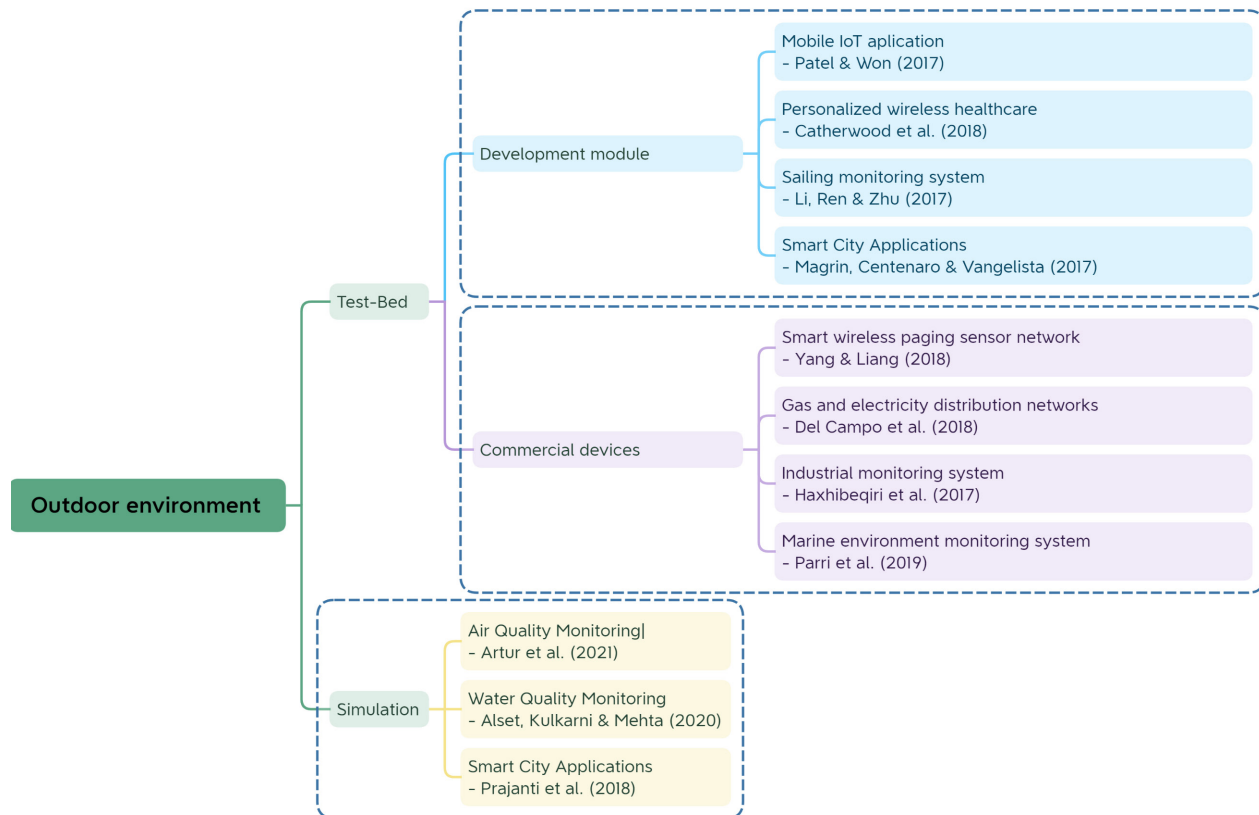 Mobile IoT aplication
- Patel & Won (2017)
Personalized wireless healthcare
- Catherwood et al. (2018)
Development module
Sailing monitoring system
- Li, Ren & Zhu (2017)
Smart City Applications
- Magrin, Centenaro & Vangelista (2017)
Test-Bed
Smart wireless paging sensor network
- Yang & Liang (2018)
Gas and electricity distribution networks
- Del Campo et al. (2018)
Commercial devices
Industrial monitoring system
- Haxhibeqiri et al. (2017)
Marine environment monitoring system
- Parri et al. (2019)
Outdoor environment
Air Quality Monitoring|
- Artur et al. (2021)
Water Quality Monitoring
- Alset, Kulkarni & Mehta (2020)
Simulation
Smart City Applications
- Prajanti et al. (2018)